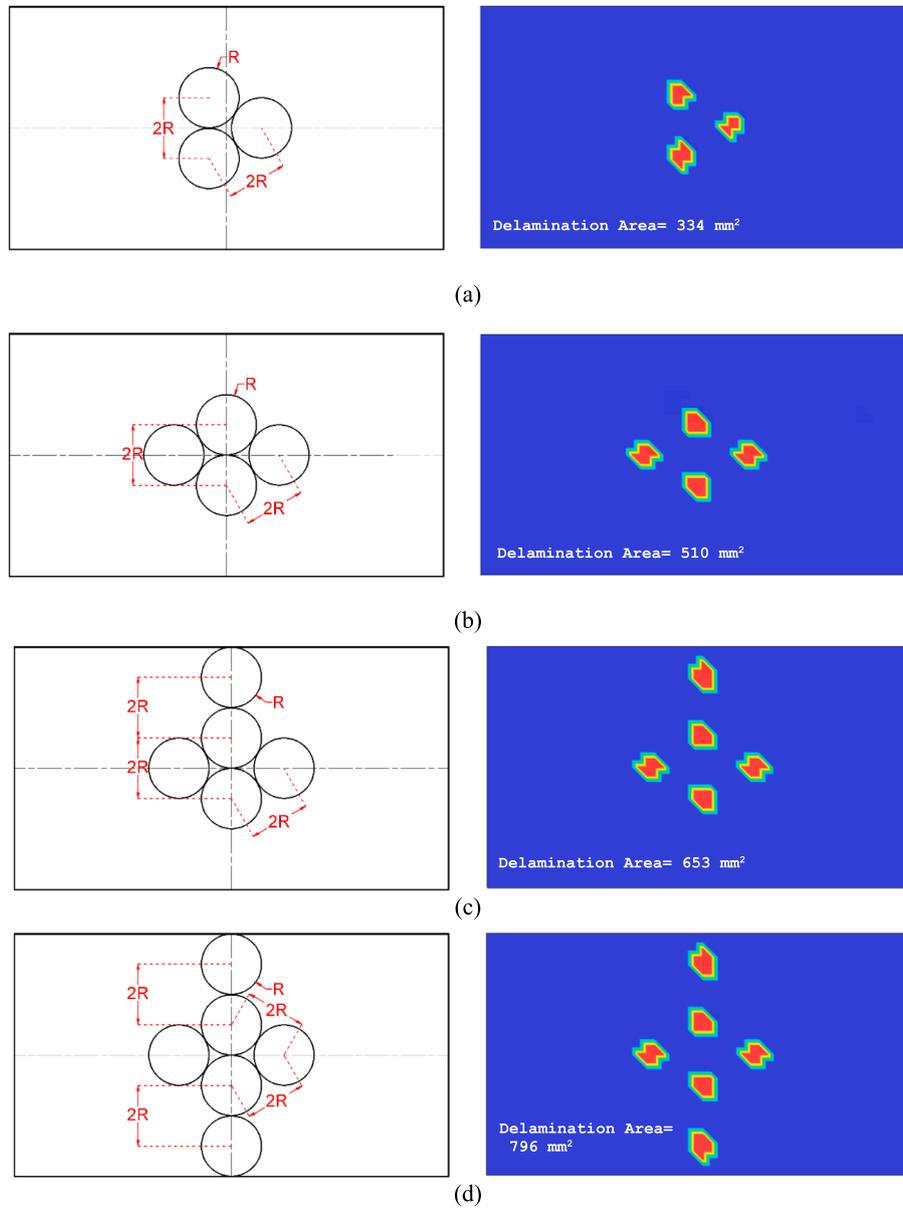 R
2R
2R
Delamination Area= 334 mm²
(a)
R
2R
2R
Delamination Area= 510 mm²
(b)
2R
R
2R
2R
Delamination Area= 653 mm²
(c)
R
2R
2R
2R
2R
Delamination Area=
796 mm²
(d)